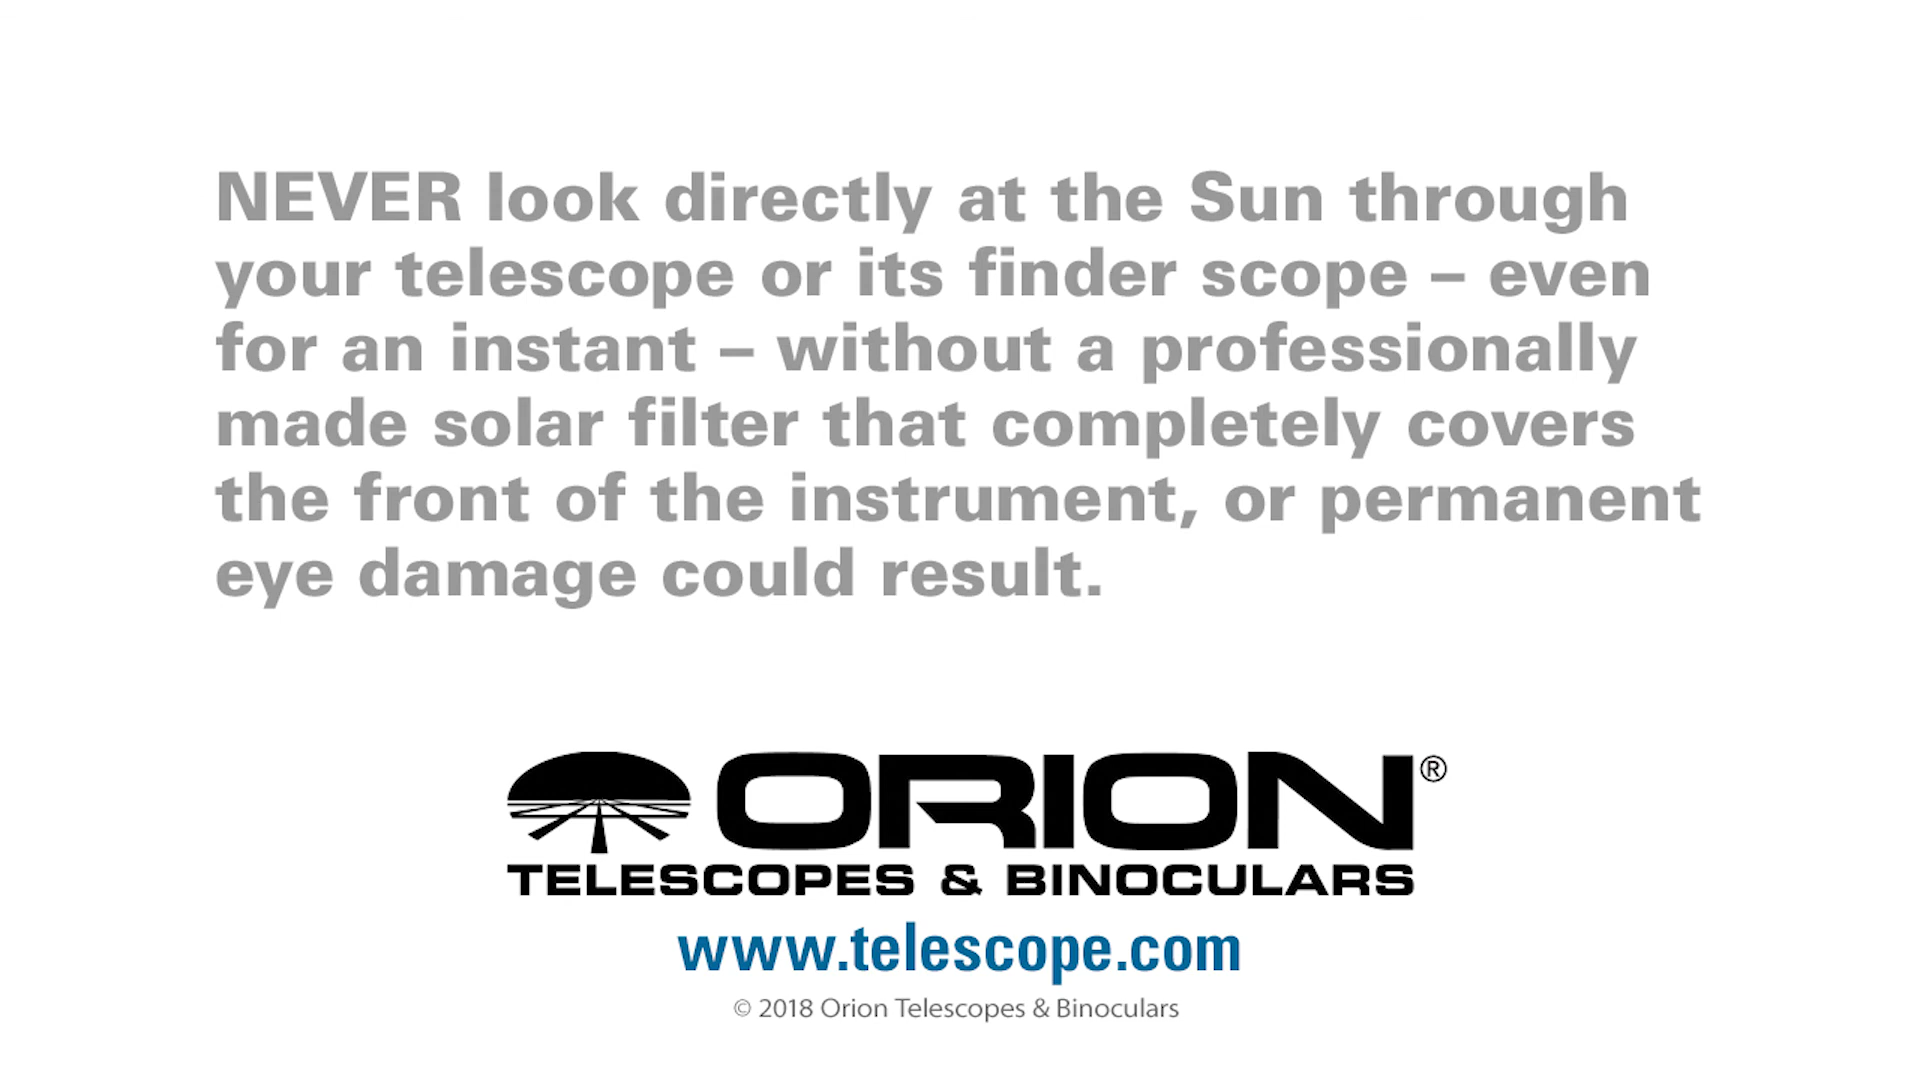 NEVER look directly at the Sun through
your telescope or its finder scope – even
for an instant – without a professionally
made solar filter that completely covers
the front of the instrument, or permanent
eye damage could result.
ORION®
TELESCOPES & BINOCULARS
www.telescope.com
© 2018 Orion Telescopes & Binoculars